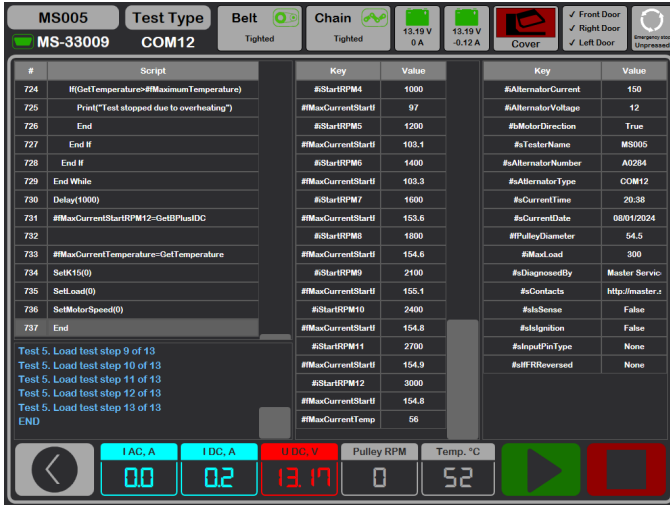 MS005
Test Type
Belt
Chain
MS-33009
COM12
Tighted
Tighted
13.19 V
0 A
13.19 V
-0.12 A
Cover
✓ Front Door
✓ Right Door
✓ Left Door
Emergency stop
Unpressed
# Script
724 If(GetTemperature>#fMaximumTemperature)
725 Print("Test stopped due to overheating")
726 End
727 End If
728 End If
729 End While
730 Delay(1000)
731 #fMaxCurrentStartRPM12=GetBPlusIDC
732
733 #fMaxCurrentTemperature=GetTemperature
734 SetK15(0)
735 SetLoad(0)
736 SetMotorSpeed(0)
737 End
Test 5. Load test step 9 of 13
Test 5. Load test step 10 of 13
Test 5. Load test step 11 of 13
Test 5. Load test step 12 of 13
Test 5. Load test step 13 of 13
END
Key Value
#iStartRPM4 1000
#fMaxCurrentStartI 97
#iStartRPM5 1200
#fMaxCurrentStartI 103.1
#iStartRPM6 1400
#fMaxCurrentStartI 103.3
#iStartRPM7 1600
#fMaxCurrentStartI 153.6
#iStartRPM8 1800
#fMaxCurrentStartI 154.6
#iStartRPM9 2100
#fMaxCurrentStartI 155.1
#iStartRPM10 2400
#fMaxCurrentStartI 154.8
#iStartRPM11 2700
#fMaxCurrentStartI 154.9
#iStartRPM12 3000
#fMaxCurrentStartI 154.8
#fMaxCurrentTemp 56
Key Value
#iAlternatorCurrent 150
#iAlternatorVoltage 12
#bMotorDirection True
#sTesterName MS005
#sAlternatorNumber A0284
#sAtlernatorType COM12
#sCurrentTime 20:38
#sCurrentDate 08/01/2024
#fPulleyDiameter 54.5
#iMaxLoad 300
#sDiagnosedBy Master Servic
#sContacts http://master.s
#sIsSense False
#sIsIgnition False
#sInputPinType None
#sIfFRReversed None
I AC, A
0.0
I DC, A
0.2
U DC, V
13.17
Pulley RPM
0
Temp. °C
52